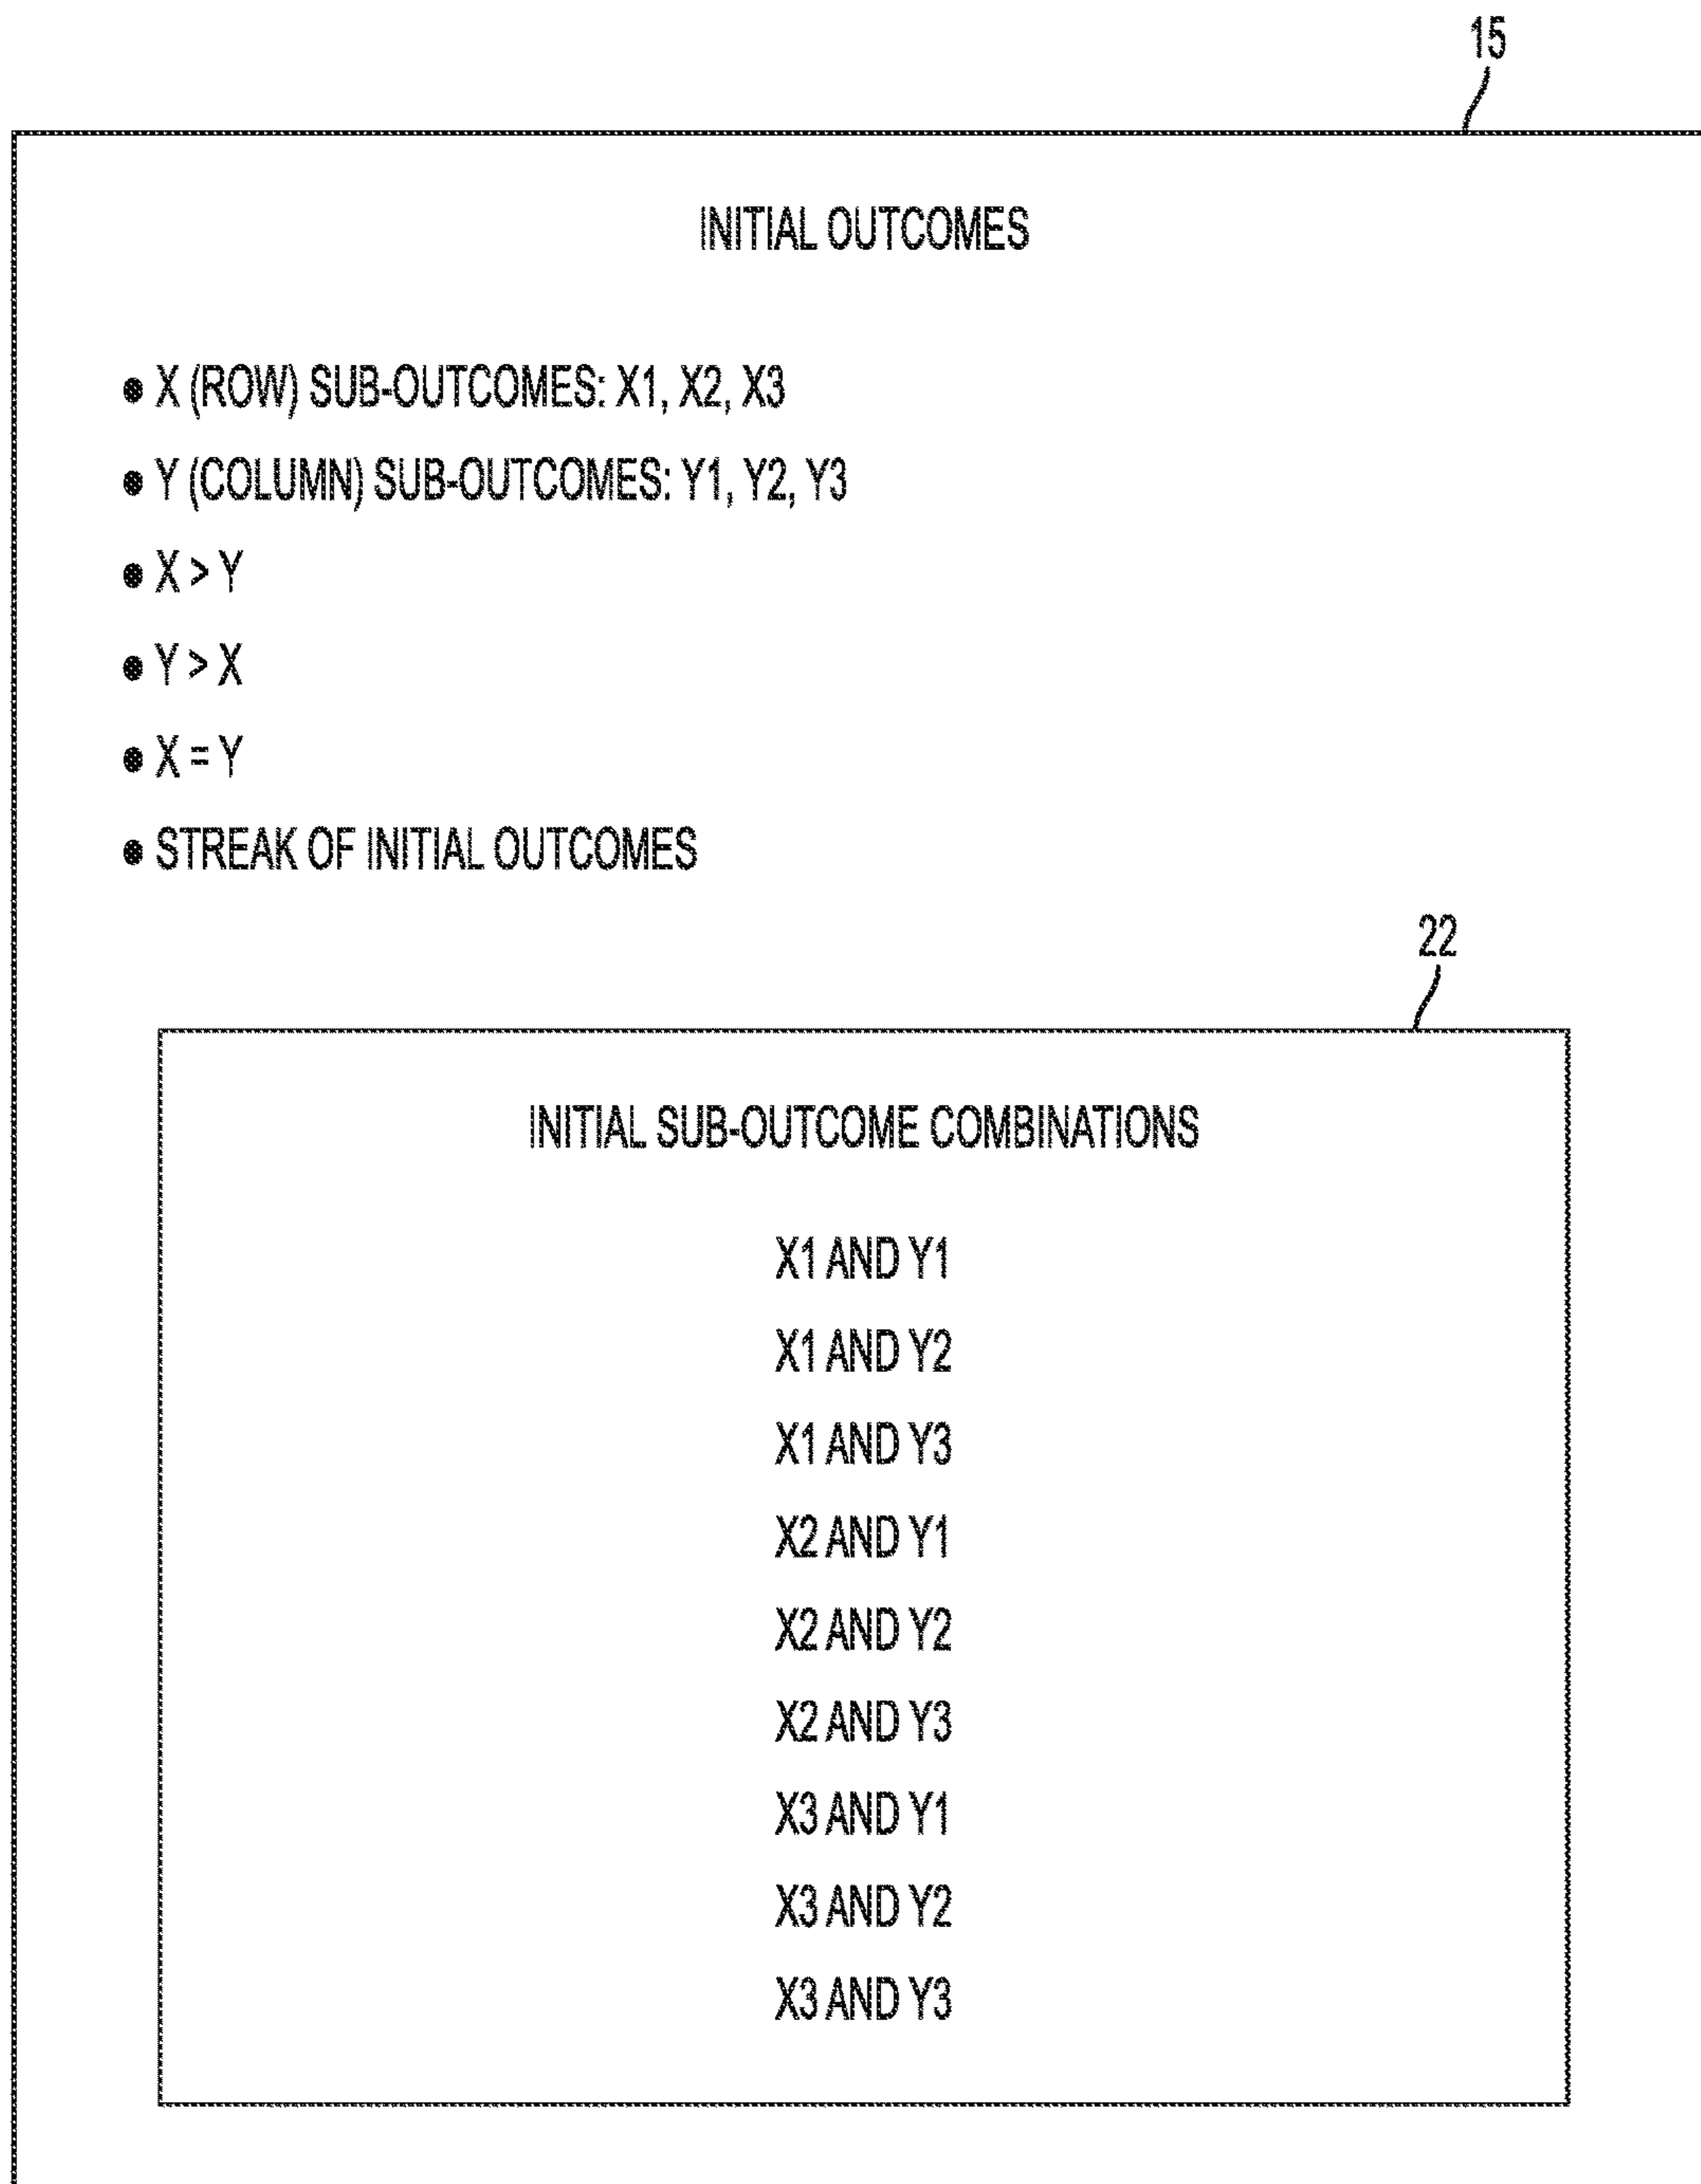 15
INITIAL OUTCOMES
● X (ROW) SUB-OUTCOMES: X1, X2, X3
● Y (COLUMN) SUB-OUTCOMES: Y1, Y2, Y3
● X > Y
● Y > X
● X = Y
● STREAK OF INITIAL OUTCOMES
22
INITIAL SUB-OUTCOME COMBINATIONS
X1 AND Y1
X1 AND Y2
X1 AND Y3
X2 AND Y1
X2 AND Y2
X2 AND Y3
X3 AND Y1
X3 AND Y2
X3 AND Y3